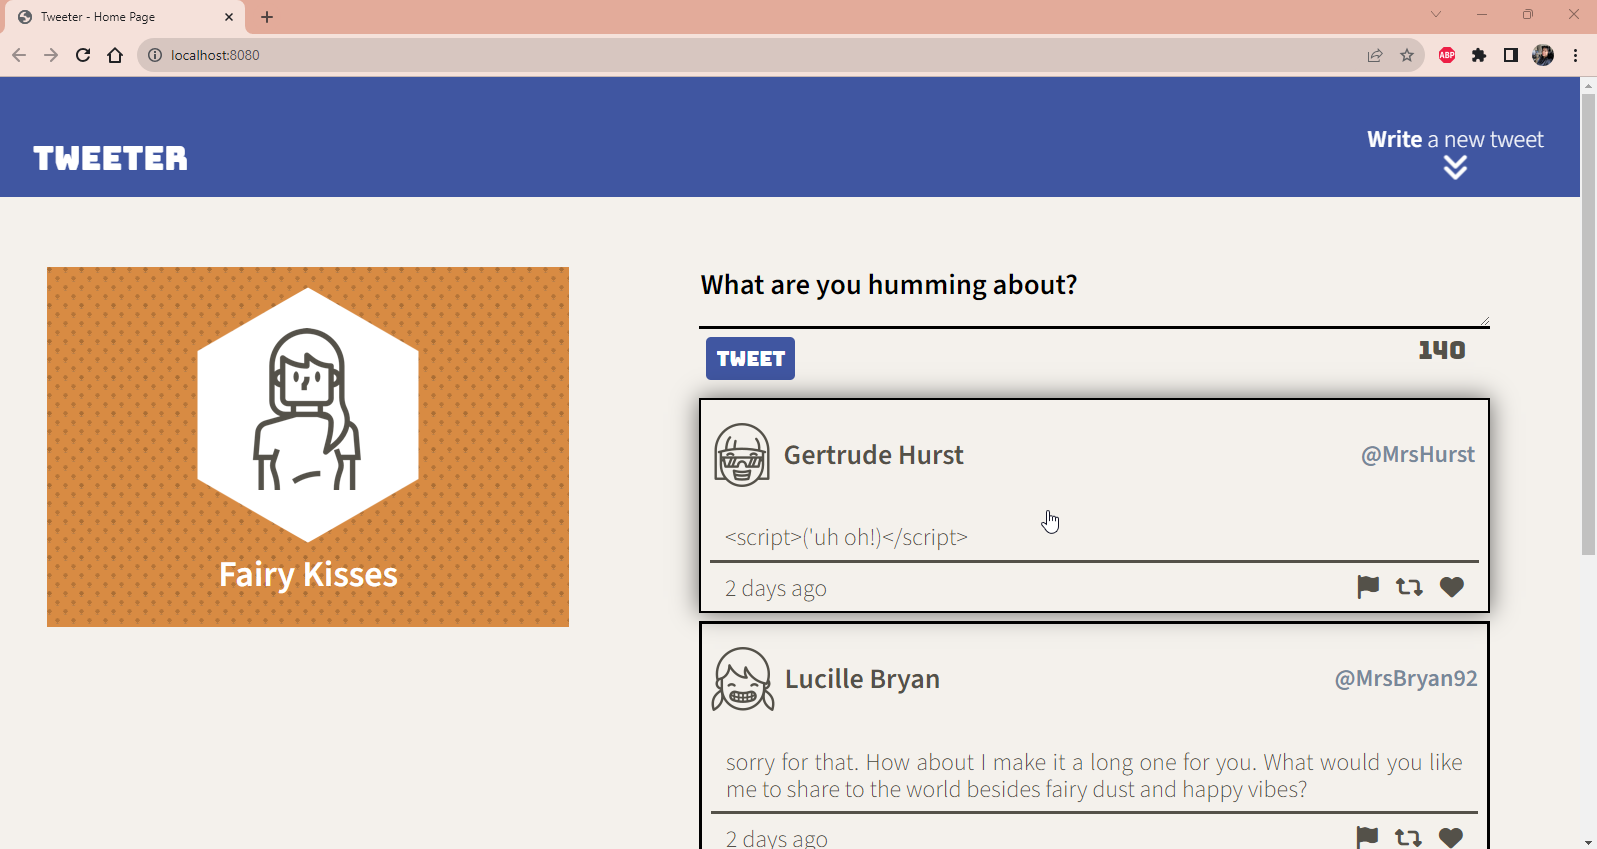 Tweeter - Home Page
localhost:8080
ABP
TWEETER
Write a new tweet
Fairy Kisses
What are you humming about?
TWEET
140
Gertrude Hurst
@MrsHurst
<script>('uh oh!)</script>
2 days ago
Lucille Bryan
@MrsBryan92
sorry for that. How about I make it a long one for you. What would you like
me to share to the world besides fairy dust and happy vibes?
2 days ago